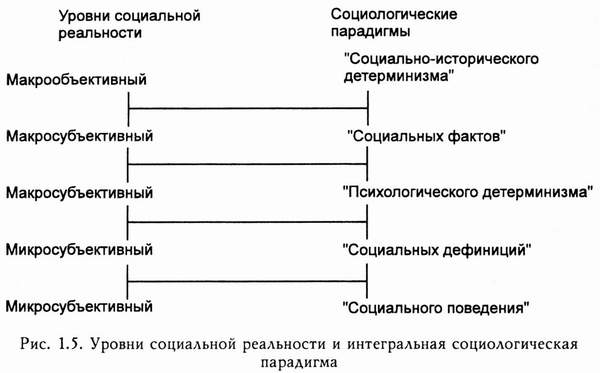 Уровни социальной
реальности
Социологические
парадигмы
Макрообъективный
"Социально-исторического
детерминизма"
Макросубъективный
"Социальных фактов"
Макросубъективный
"Психологического детерминизма"
Микросубъективный
"Социальных дефиниций"
Микросубъективный
"Социального поведения"
Рис. 1.5. Уровни социальной реальности и интегральная социологическая
парадигма